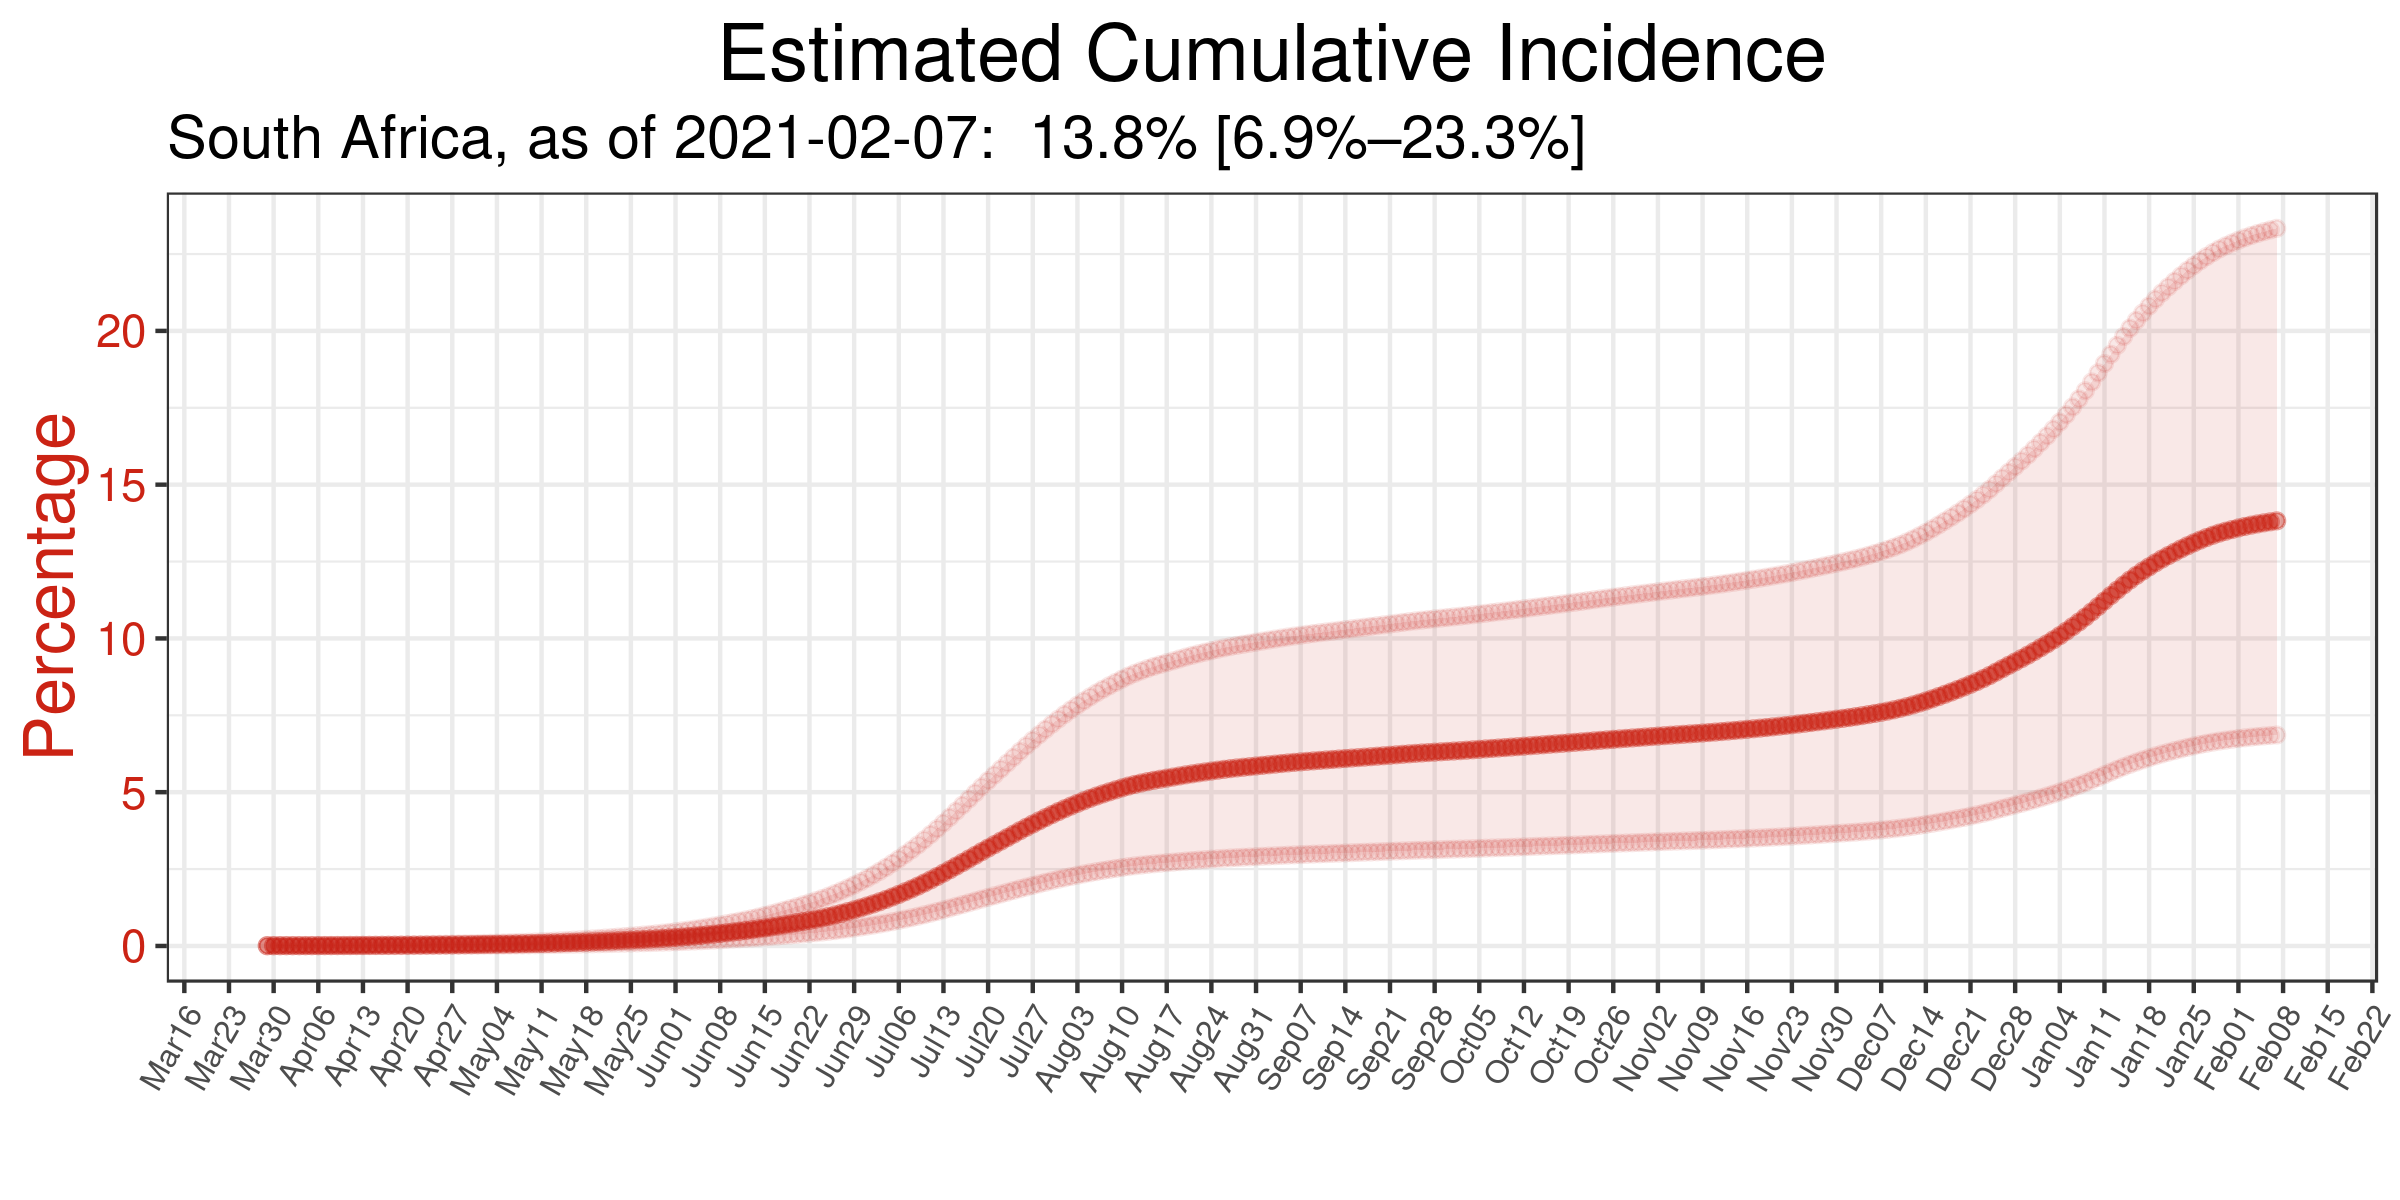 Estimated Cumulative Incidence
South Africa, as of 2021-02-07:  13.8% [6.9%–23.3%]
Percentage
20
15
10
5
0
Mar16
Mar23
Mar30
Apr06
Apr13
Apr20
Apr27
May04
May11
May18
May25
Jun01
Jun08
Jun15
Jun22
Jun29
Jul06
Jul13
Jul20
Jul27
Aug03
Aug10
Aug17
Aug24
Aug31
Sep07
Sep14
Sep21
Sep28
Oct05
Oct12
Oct19
Oct26
Nov02
Nov09
Nov16
Nov23
Nov30
Dec07
Dec14
Dec21
Dec28
Jan04
Jan11
Jan18
Jan25
Feb01
Feb08
Feb15
Feb22